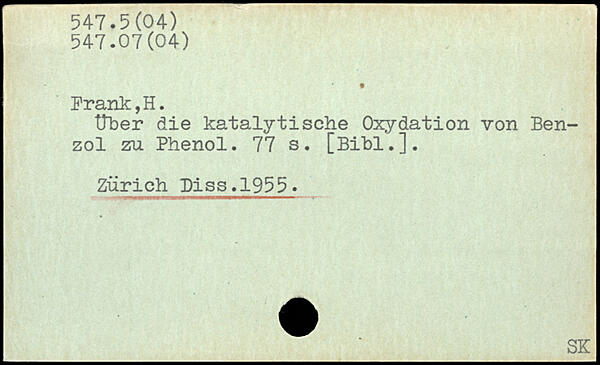 547.5(04)
547.07(04)
Frank,H.
Über die katalytische Oxydation von Ben-
zol zu Phenol. 77 s. [Bibl.].
Zürich Diss.1955.
SK